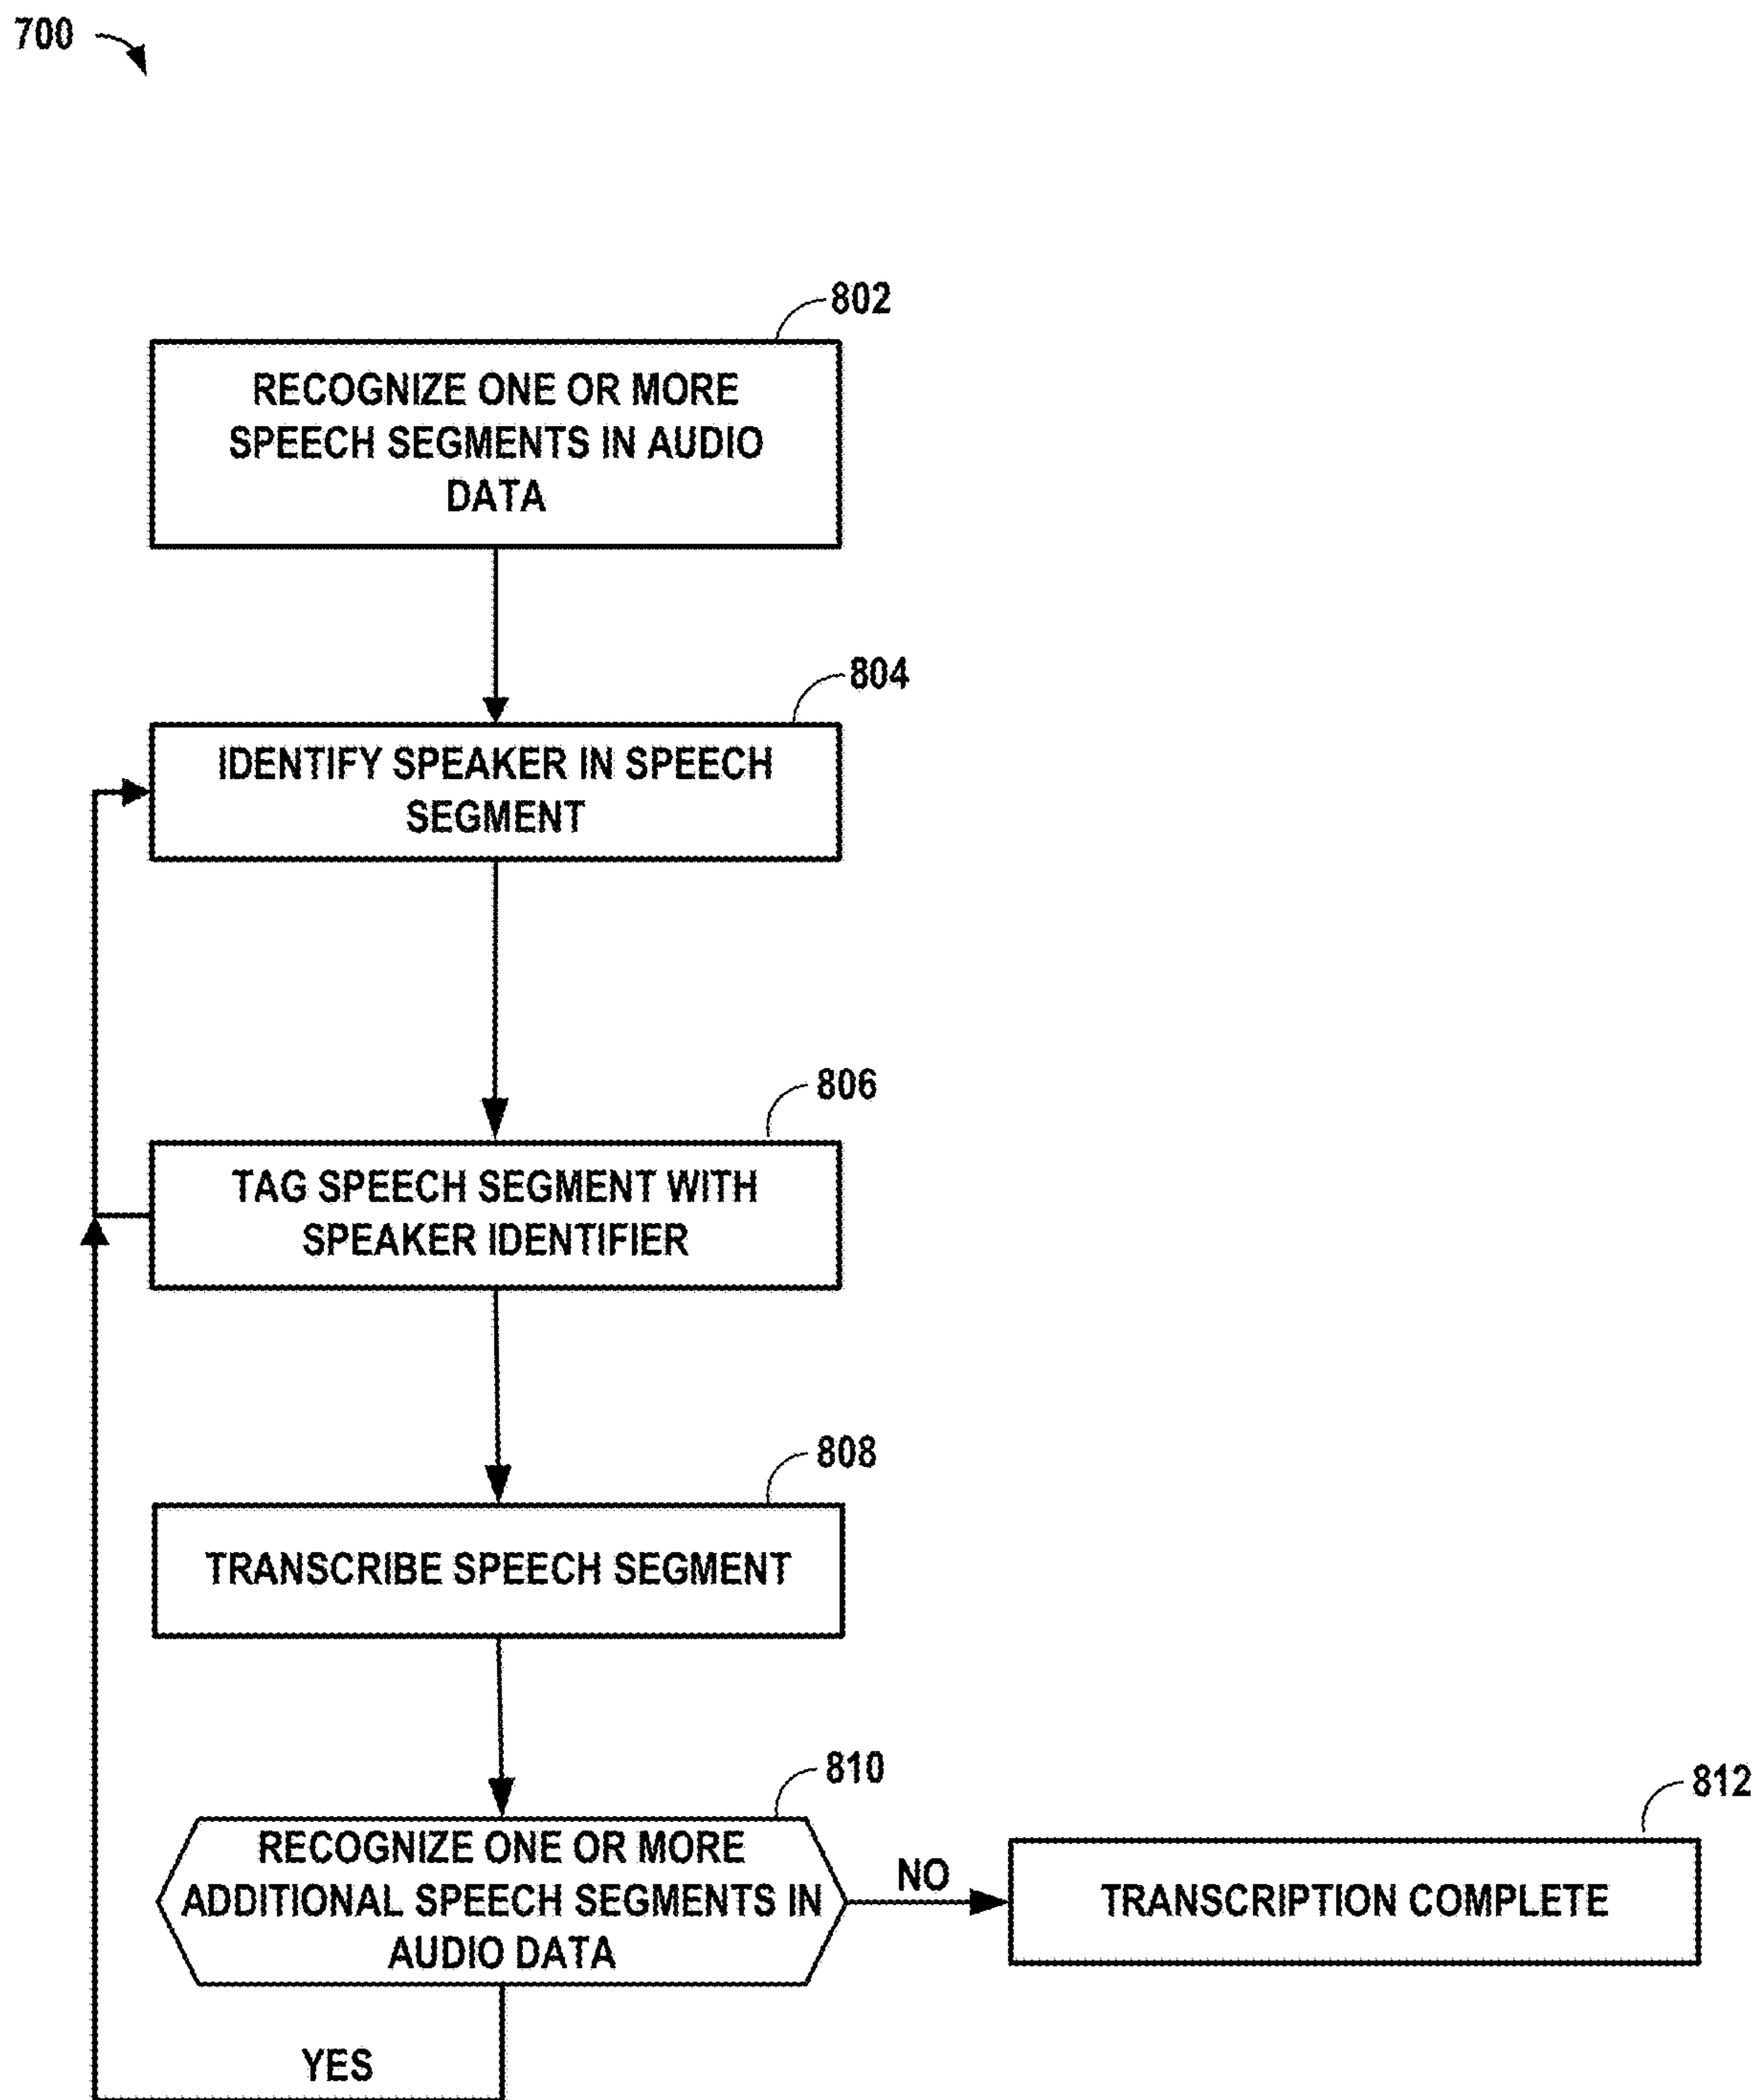 700
802
RECOGNIZE ONE OR MORE
SPEECH SEGMENTS IN AUDIO
DATA
804
IDENTIFY SPEAKER IN SPEECH
SEGMENT
806
TAG SPEECH SEGMENT WITH
SPEAKER IDENTIFIER
808
TRANSCRIBE SPEECH SEGMENT
810
RECOGNIZE ONE OR MORE
ADDITIONAL SPEECH SEGMENTS IN
AUDIO DATA
NO
812
TRANSCRIPTION COMPLETE
YES